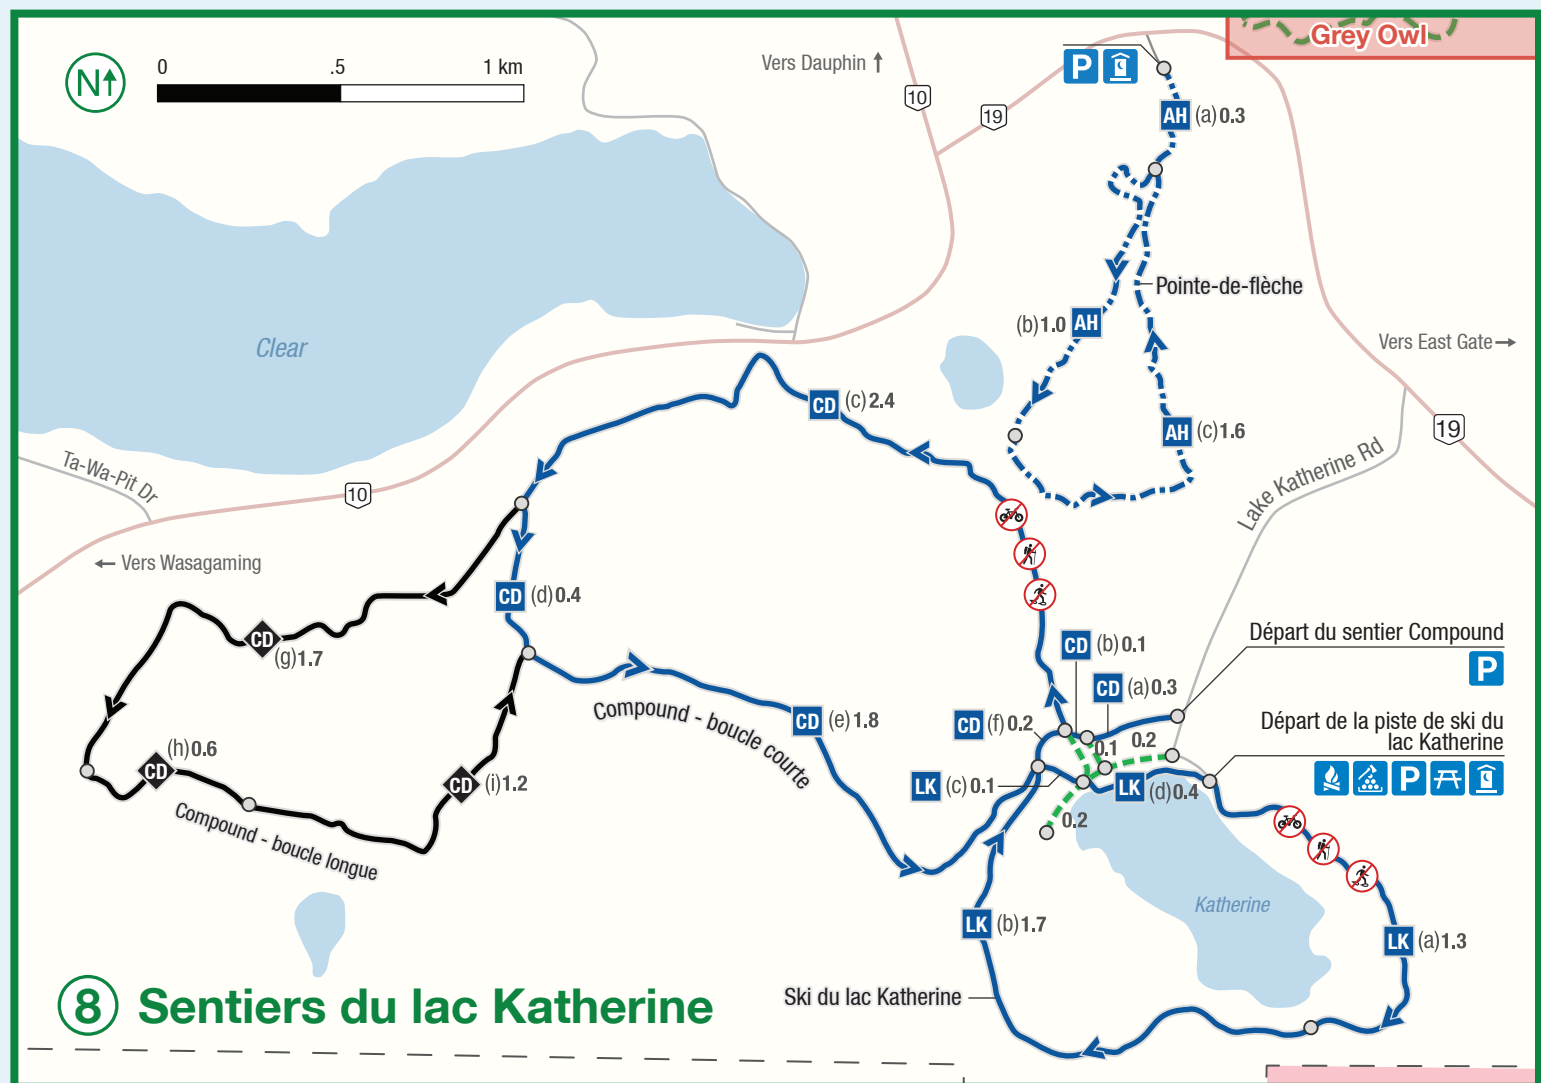 Grey Owl
N
0 .5 1 km
Vers Dauphin
10
19
P
AH (a) 0.3
Pointe-de-flèche
(b) 1.0 AH
Clear
Vers East Gate
CD (c) 2.4
AH (c) 1.6
19
Ta-Wa-Pit Dr
10
Lake Katherine Rd
Vers Wasagaming
CD (d) 0.4
Départ du sentier Compound
P
CD (b) 0.1
CD
(g) 1.7
CD (a) 0.3
Compound - boucle courte
CD (e) 1.8
CD (f) 0.2
0.1
0.2
Départ de la piste de ski du
lac Katherine
P
(h) 0.6
CD
CD (i) 1.2
LK (c) 0.1
LK (d) 0.4
Compound - boucle longue
0.2
Katherine
LK (b) 1.7
LK (a) 1.3
Ski du lac Katherine
8 Sentiers du lac Katherine